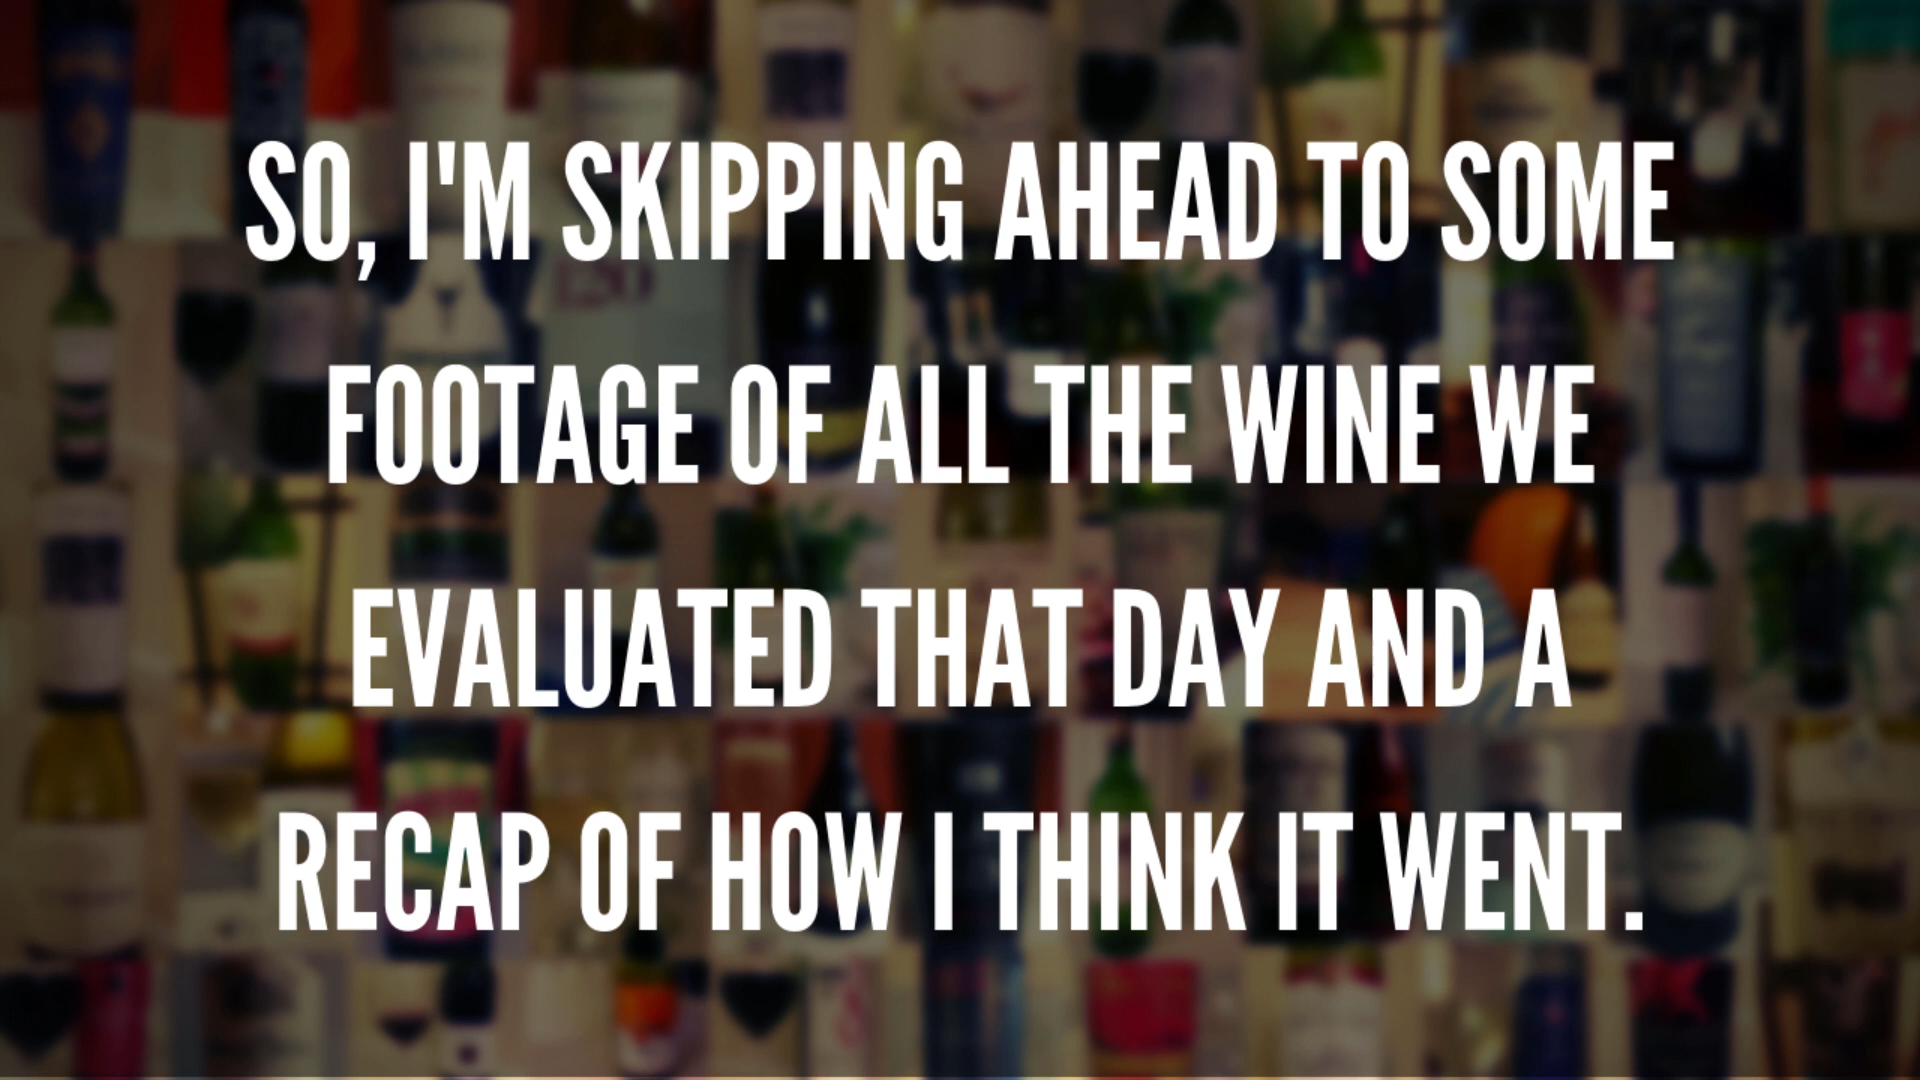 SO, I'M SKIPPING AHEAD TO SOME
FOOTAGE OF ALL THE WINE WE
EVALUATED THAT DAY AND A
RECAP OF HOW I THINK IT WENT.